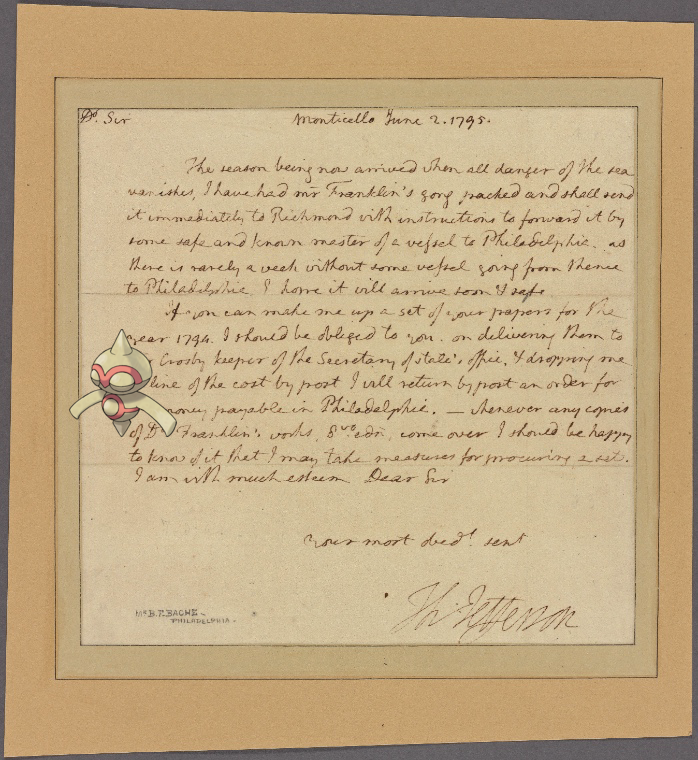 Dr. Sir
Monticello June 2. 1795.
The season being now arrived when all danger of the sea
vanishes, I have had mr Franklin's gong packed and shall send
it immediately to Richmond with instructions to forward it by
some safe and known master of a vessel to Philadelphia. as
there is rarely a week without some vessel going from thence
to Philadelphia I hope it will arrive soon & safe
If you can make me up a set of your papers for the
year 1794. I should be obliged to you. on delivering them to
Crosby keeper of the Secretary of state's office, & dropping me
line of the cost by post I will return by post an order for
money payable in Philadelphia. — whenever any copies
of Dr Franklin's works, 8vo edn, come over I should be happy
to know of it that I may take measures for procuring a set.
I am with much esteem Dear Sir
Your most obedt. servt
Th: Jefferson
Mr B. F. BACHE –
PHILADELPHIA.